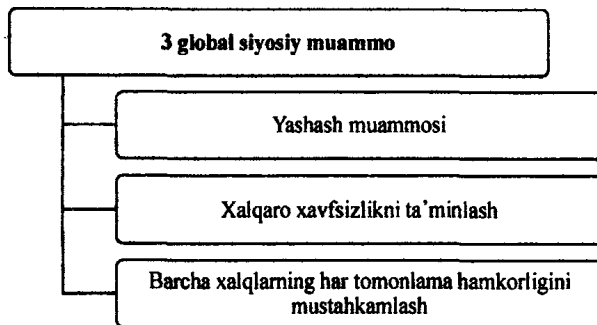 3 global siyosiy muammo
Yashash muammosi
Xalqaro xavfsizlikni ta’minlash
Barcha xalqlarning har tomonlama hamkorligini
mustahkamlash